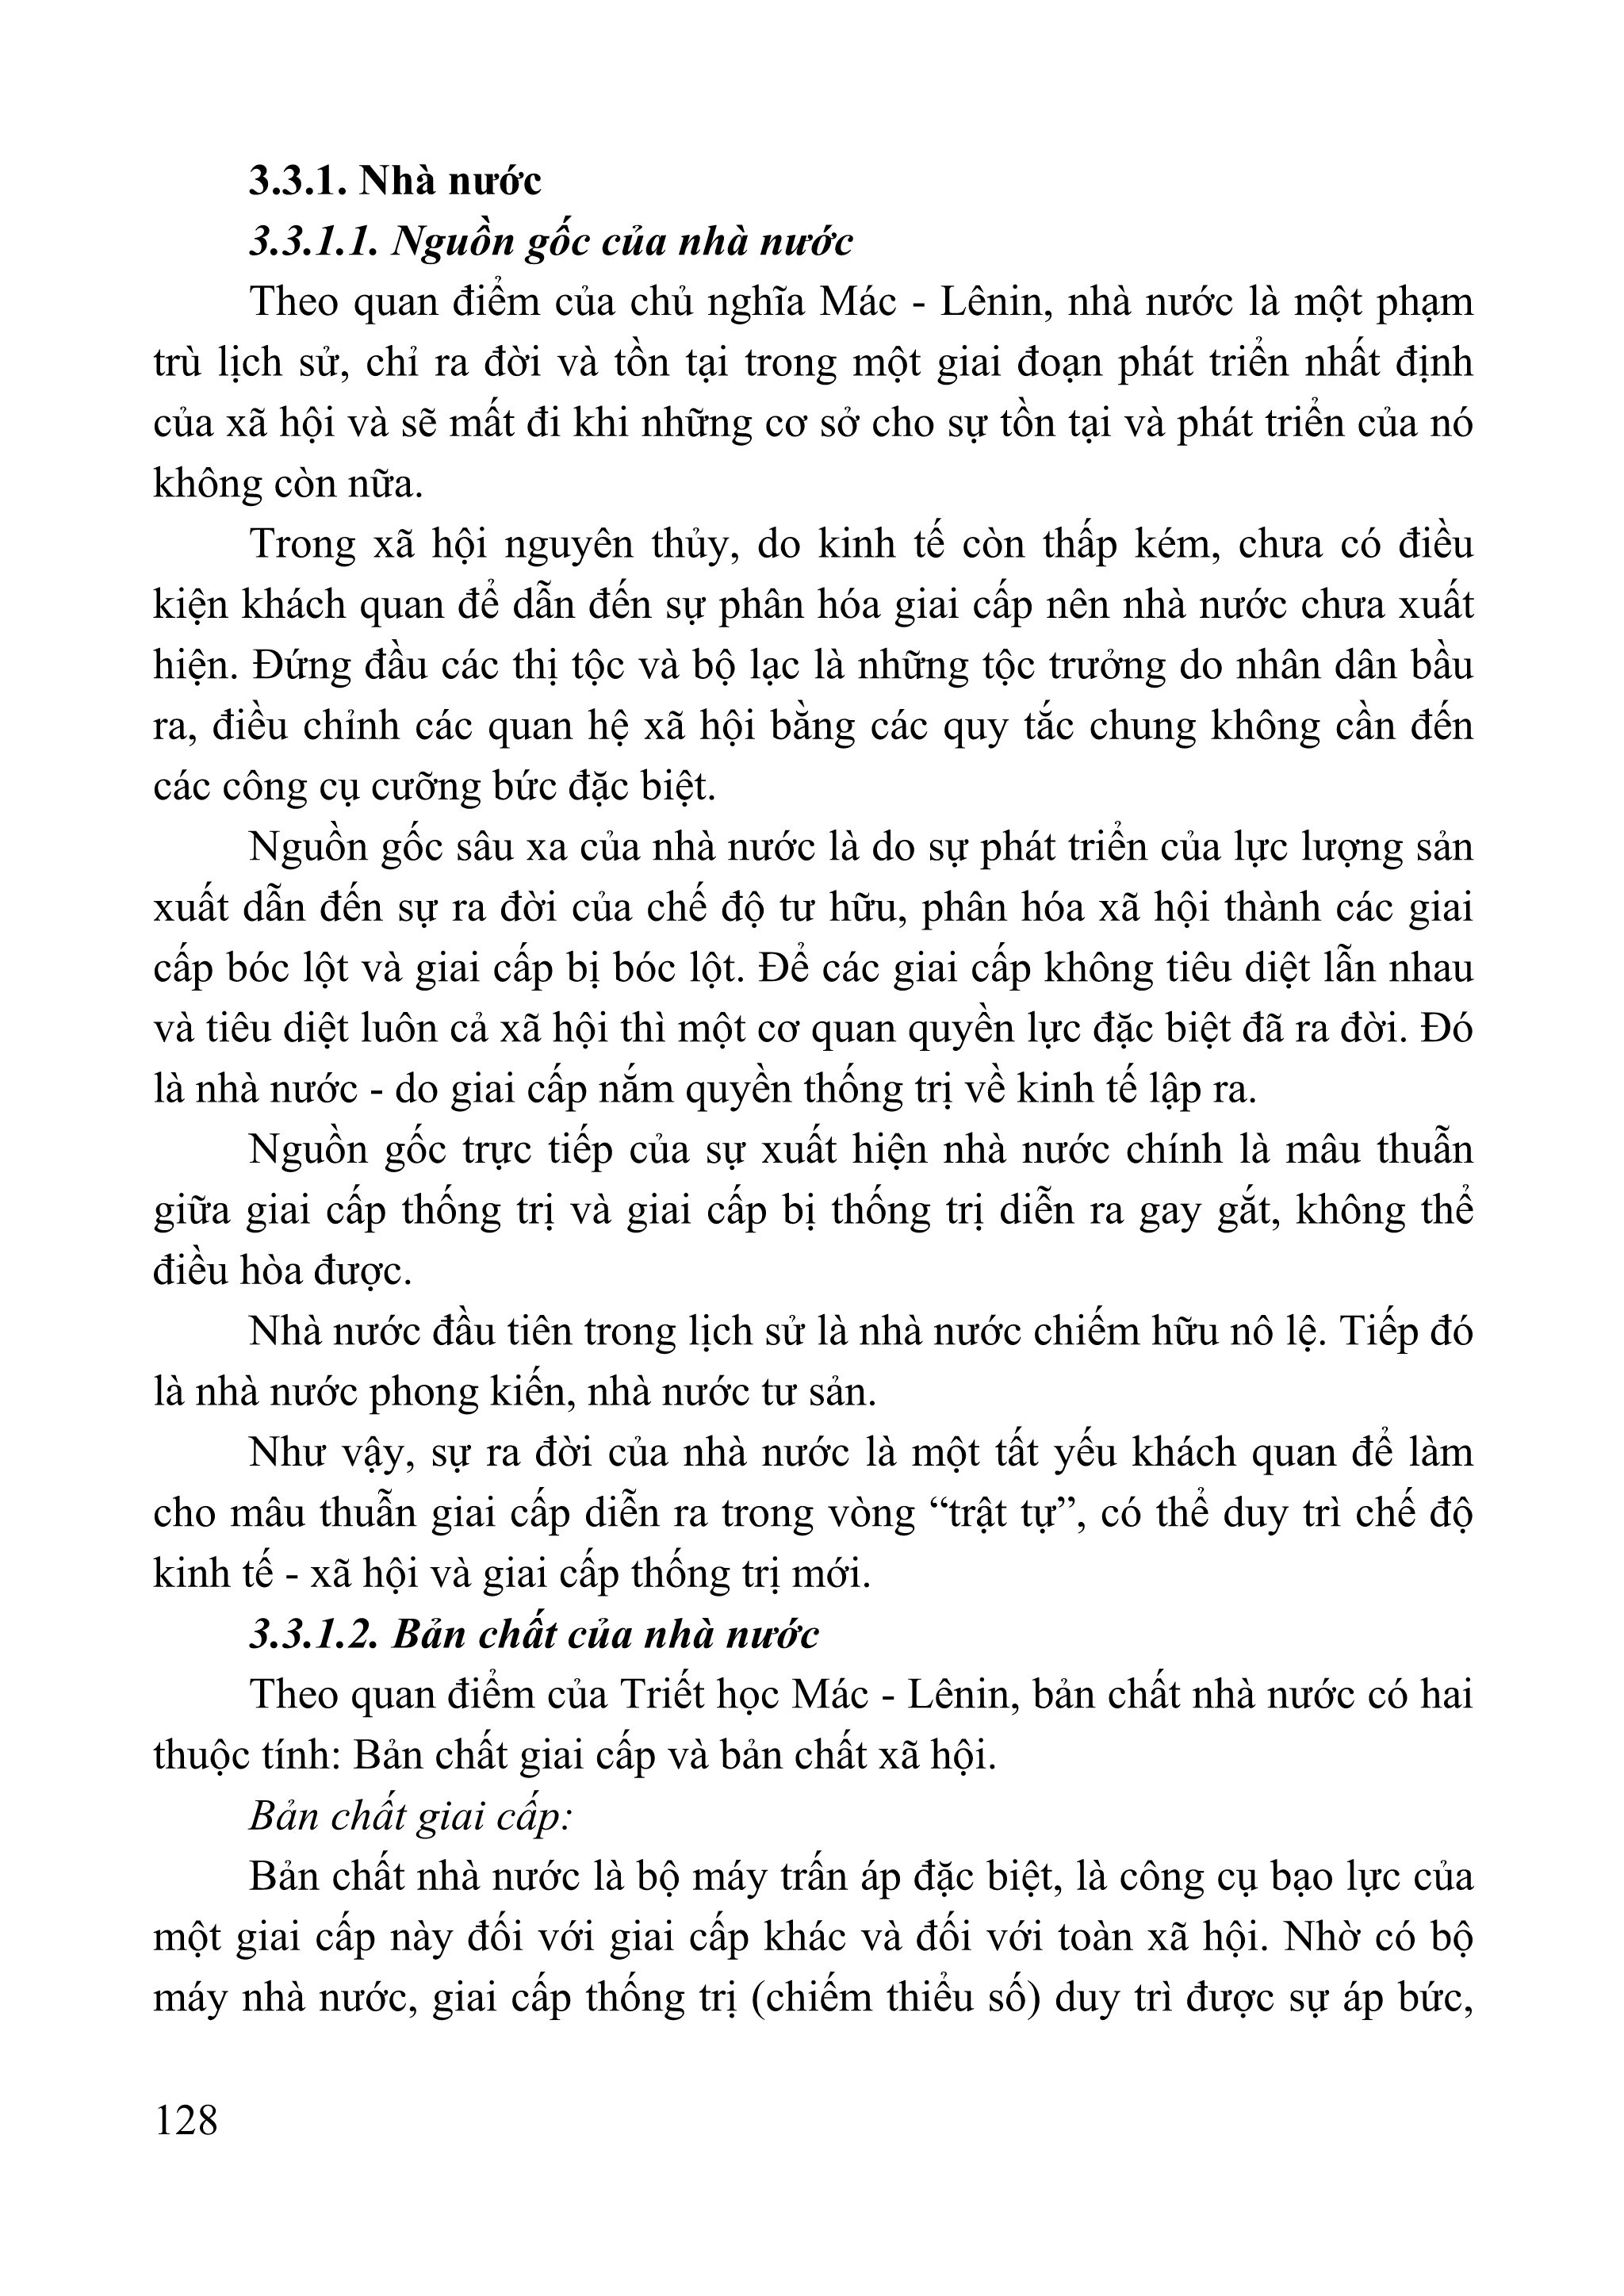 3.3.1. Nhà nước
3.3.1.1. Nguồn gốc của nhà nước
Theo quan điểm của chủ nghĩa Mác - Lênin, nhà nước là một phạm
trù lịch sử, chỉ ra đời và tồn tại trong một giai đoạn phát triển nhất định
của xã hội và sẽ mất đi khi những cơ sở cho sự tồn tại và phát triển của nó
không còn nữa.
Trong xã hội nguyên thủy, do kinh tế còn thấp kém, chưa có điều
kiện khách quan để dẫn đến sự phân hóa giai cấp nên nhà nước chưa xuất
hiện. Đứng đầu các thị tộc và bộ lạc là những tộc trưởng do nhân dân bầu
ra, điều chỉnh các quan hệ xã hội bằng các quy tắc chung không cần đến
các công cụ cưỡng bức đặc biệt.
Nguồn gốc sâu xa của nhà nước là do sự phát triển của lực lượng sản
xuất dẫn đến sự ra đời của chế độ tư hữu, phân hóa xã hội thành các giai
cấp bóc lột và giai cấp bị bóc lột. Để các giai cấp không tiêu diệt lẫn nhau
và tiêu diệt luôn cả xã hội thì một cơ quan quyền lực đặc biệt đã ra đời. Đó
là nhà nước - do giai cấp nắm quyền thống trị về kinh tế lập ra.
Nguồn gốc trực tiếp của sự xuất hiện nhà nước chính là mâu thuẫn
giữa giai cấp thống trị và giai cấp bị thống trị diễn ra gay gắt, không thể
điều hòa được.
Nhà nước đầu tiên trong lịch sử là nhà nước chiếm hữu nô lệ. Tiếp đó
là nhà nước phong kiến, nhà nước tư sản.
Như vậy, sự ra đời của nhà nước là một tất yếu khách quan để làm
cho mâu thuẫn giai cấp diễn ra trong vòng “trật tự”, có thể duy trì chế độ
kinh tế - xã hội và giai cấp thống trị mới.
3.3.1.2. Bản chất của nhà nước
Theo quan điểm của Triết học Mác - Lênin, bản chất nhà nước có hai
thuộc tính: Bản chất giai cấp và bản chất xã hội.
Bản chất giai cấp:
Bản chất nhà nước là bộ máy trấn áp đặc biệt, là công cụ bạo lực của
một giai cấp này đối với giai cấp khác và đối với toàn xã hội. Nhờ có bộ
máy nhà nước, giai cấp thống trị (chiếm thiểu số) duy trì được sự áp bức,
128